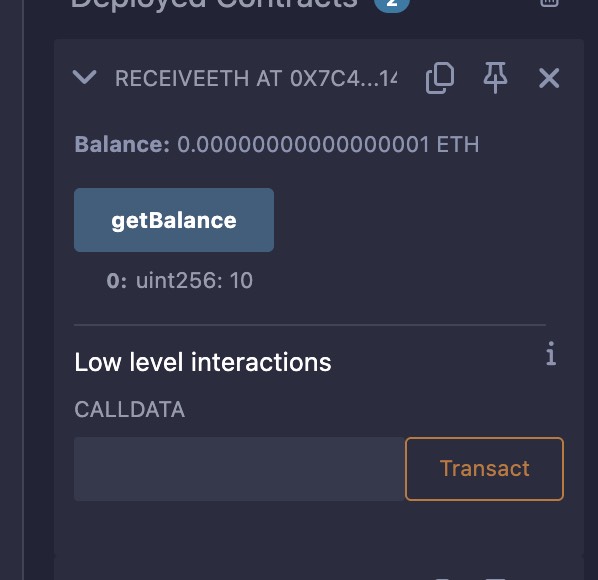 Deployed Contracts 2
RECEIVEETH AT 0X7C4...14
Balance: 0.00000000000000001 ETH
getBalance
0: uint256: 10
Low level interactions
i
CALLDATA
Transact